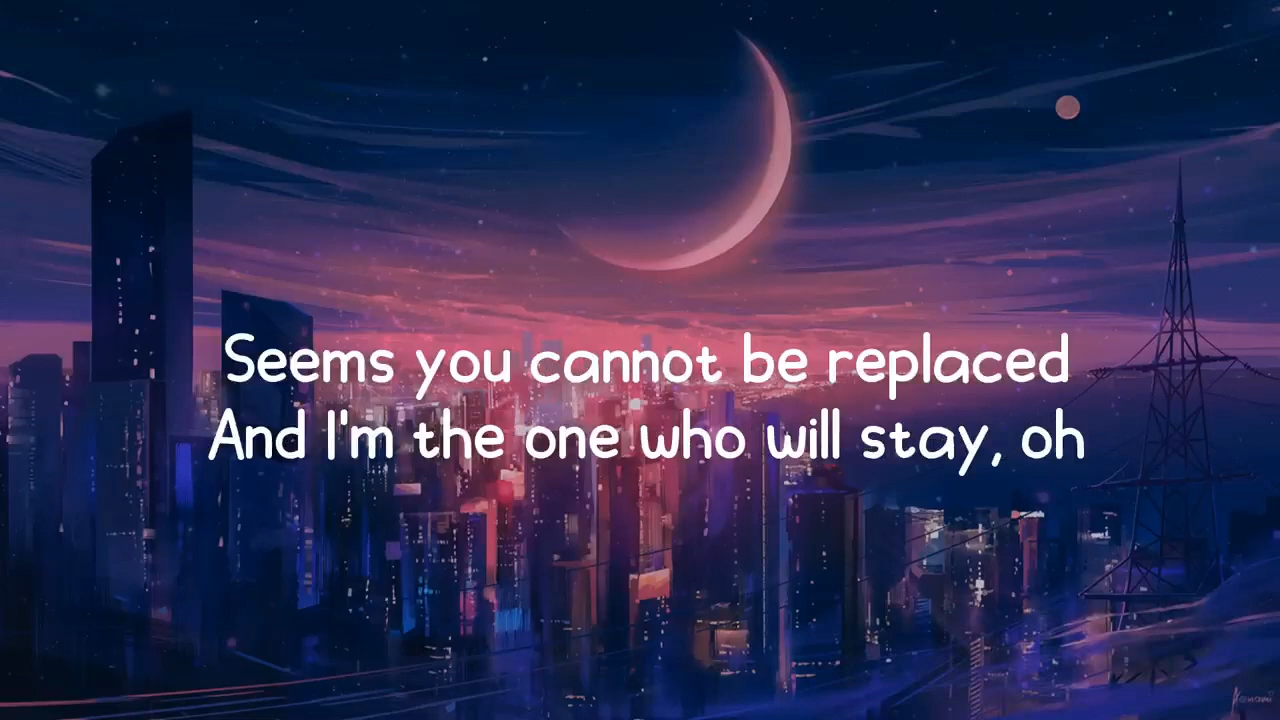 Seems you cannot be replaced
And I'm the one who will stay, oh